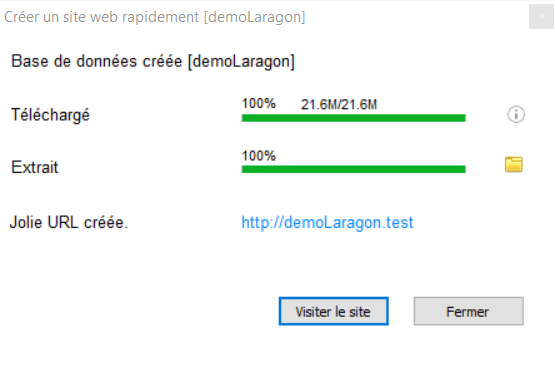 Créer un site web rapidement [demoLaragon]
Base de données créée [demoLaragon]
100% 21.6M/21.6M
Téléchargé
100%
Extrait
Jolie URL créée. http://demoLaragon.test
Visiter le site Fermer